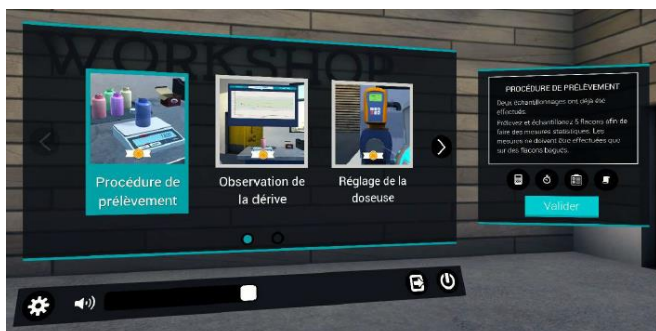 WORKSHOP
Procédure de
prélèvement
Observation de
la dérive
Réglage de la
doseuse
PROCÉDURE DE PRÉLÈVEMENT
Deux échantillonnages ont déjà été
effectués.
Prélevez et échantillonnez 5 flacons afin de
faire des mesures statistiques. Les
mesures ne doivent être effectuées que
sur des flacons bagués.
Valider